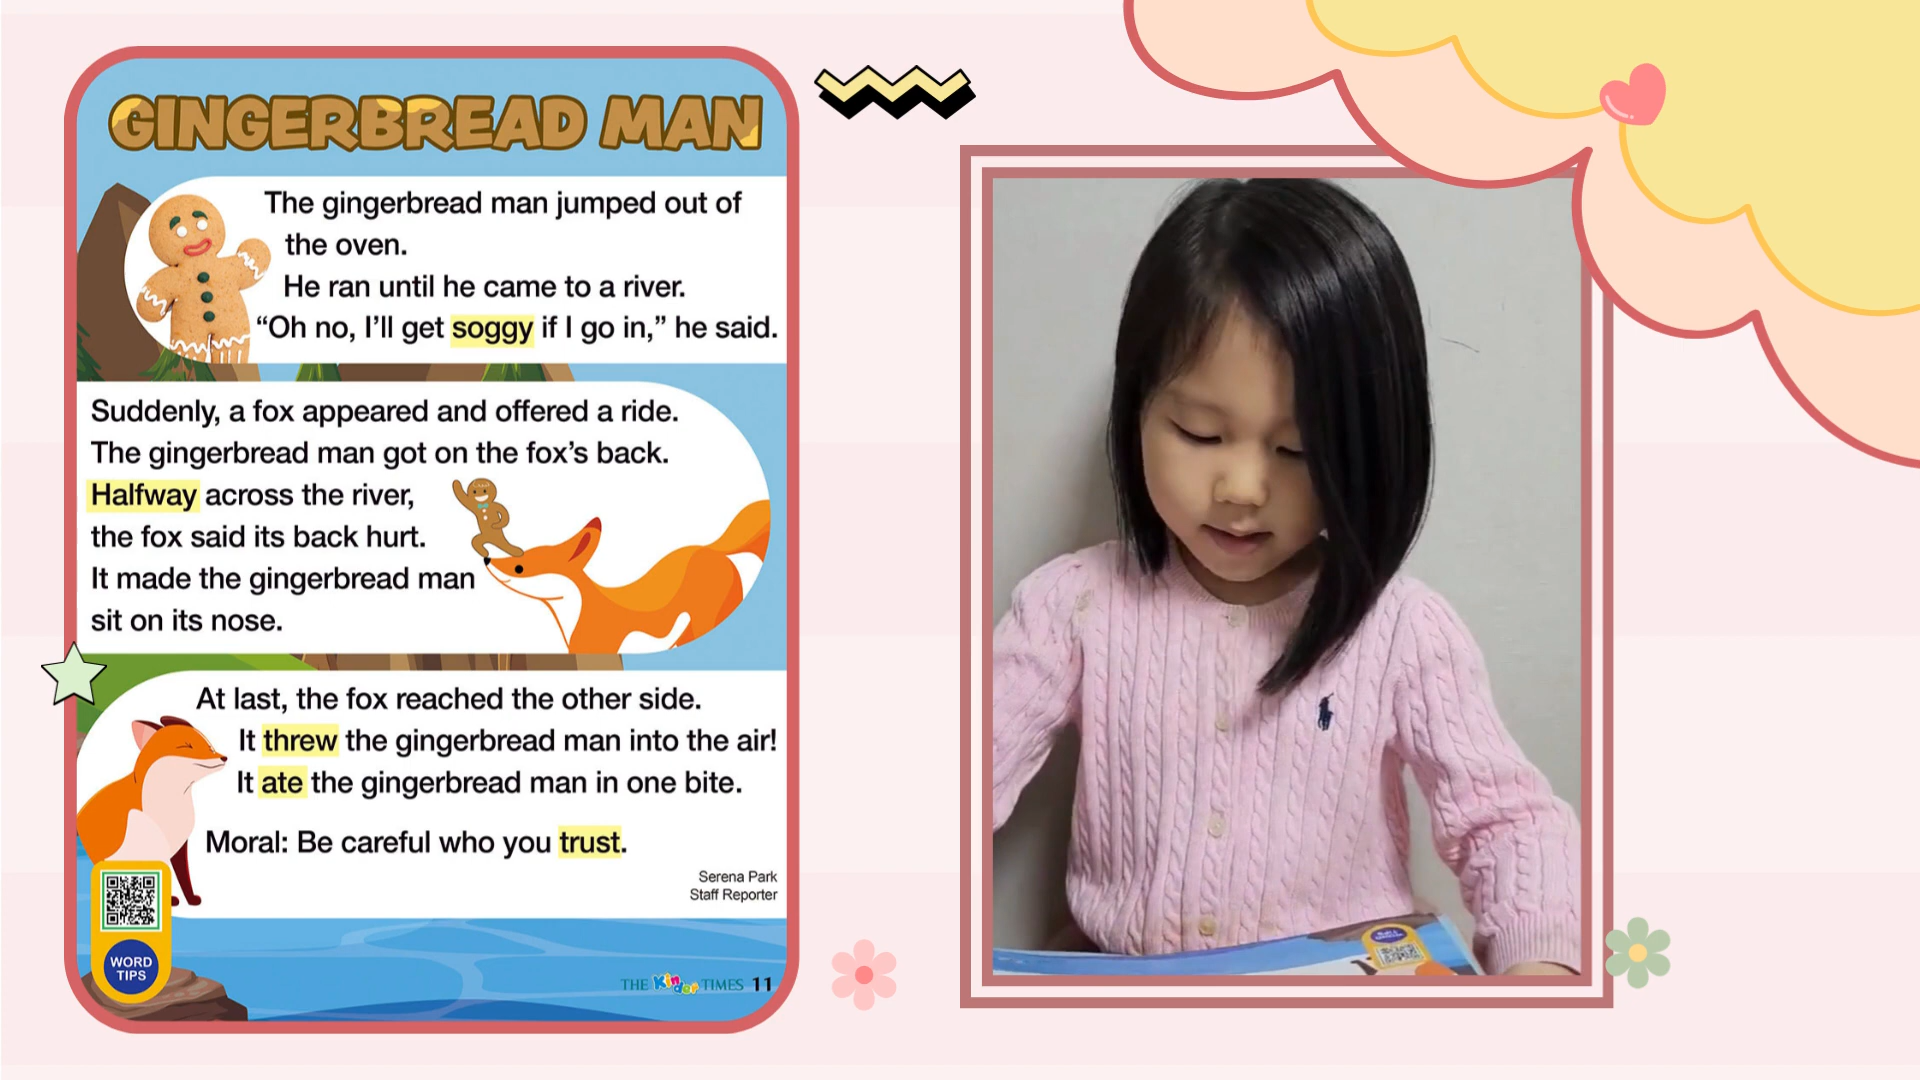 GINGERBREAD MAN
The gingerbread man jumped out of
the oven.
He ran until he came to a river.
“Oh no, I’ll get soggy if I go in,” he said.
Suddenly, a fox appeared and offered a ride.
The gingerbread man got on the fox’s back.
Halfway across the river,
the fox said its back hurt.
It made the gingerbread man
sit on its nose.
At last, the fox reached the other side.
It threw the gingerbread man into the air!
It ate the gingerbread man in one bite.
Moral: Be careful who you trust.
Serena Park
Staff Reporter
WORD
TIPS
THE Kinder TIMES 11